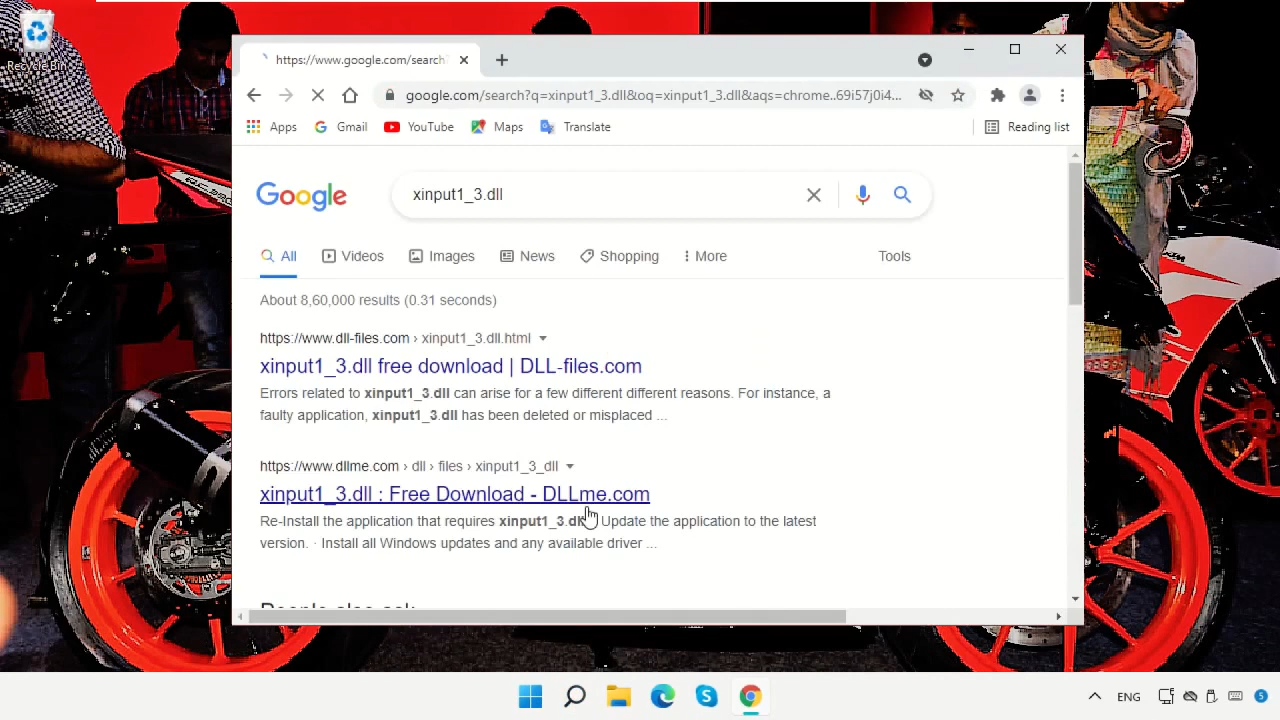 Recycle Bin
https://www.google.com/search
google.com/search?q=xinput1_3.dll&oq=xinput1_3.dll&aqs=chrome..69i57j0i4...
Apps
Gmail
YouTube
Maps
Translate
Reading list
Google
xinput1_3.dll
All
Videos
Images
News
Shopping
More
Tools
About 8,60,000 results (0.31 seconds)
https://www.dll-files.com › xinput1_3.dll.html
xinput1_3.dll free download | DLL-files.com
Errors related to xinput1_3.dll can arise for a few different different reasons. For instance, a
faulty application, xinput1_3.dll has been deleted or misplaced ...
https://www.dllme.com › dll › files › xinput1_3_dll
xinput1_3.dll : Free Download - DLLme.com
Re-Install the application that requires xinput1_3.dll Update the application to the latest
version. · Install all Windows updates and any available driver ...
People also ask
ENG
5